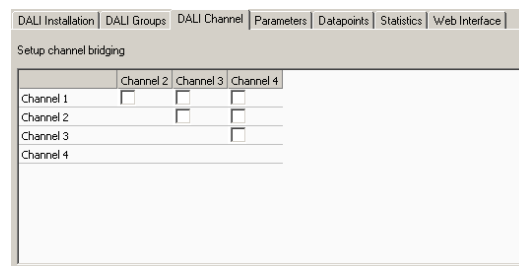 DALI Installation DALI Groups DALI Channel Parameters Datapoints Statistics Web Interface
Setup channel bridging
Channel 2 Channel 3 Channel 4
Channel 1
Channel 2
Channel 3
Channel 4